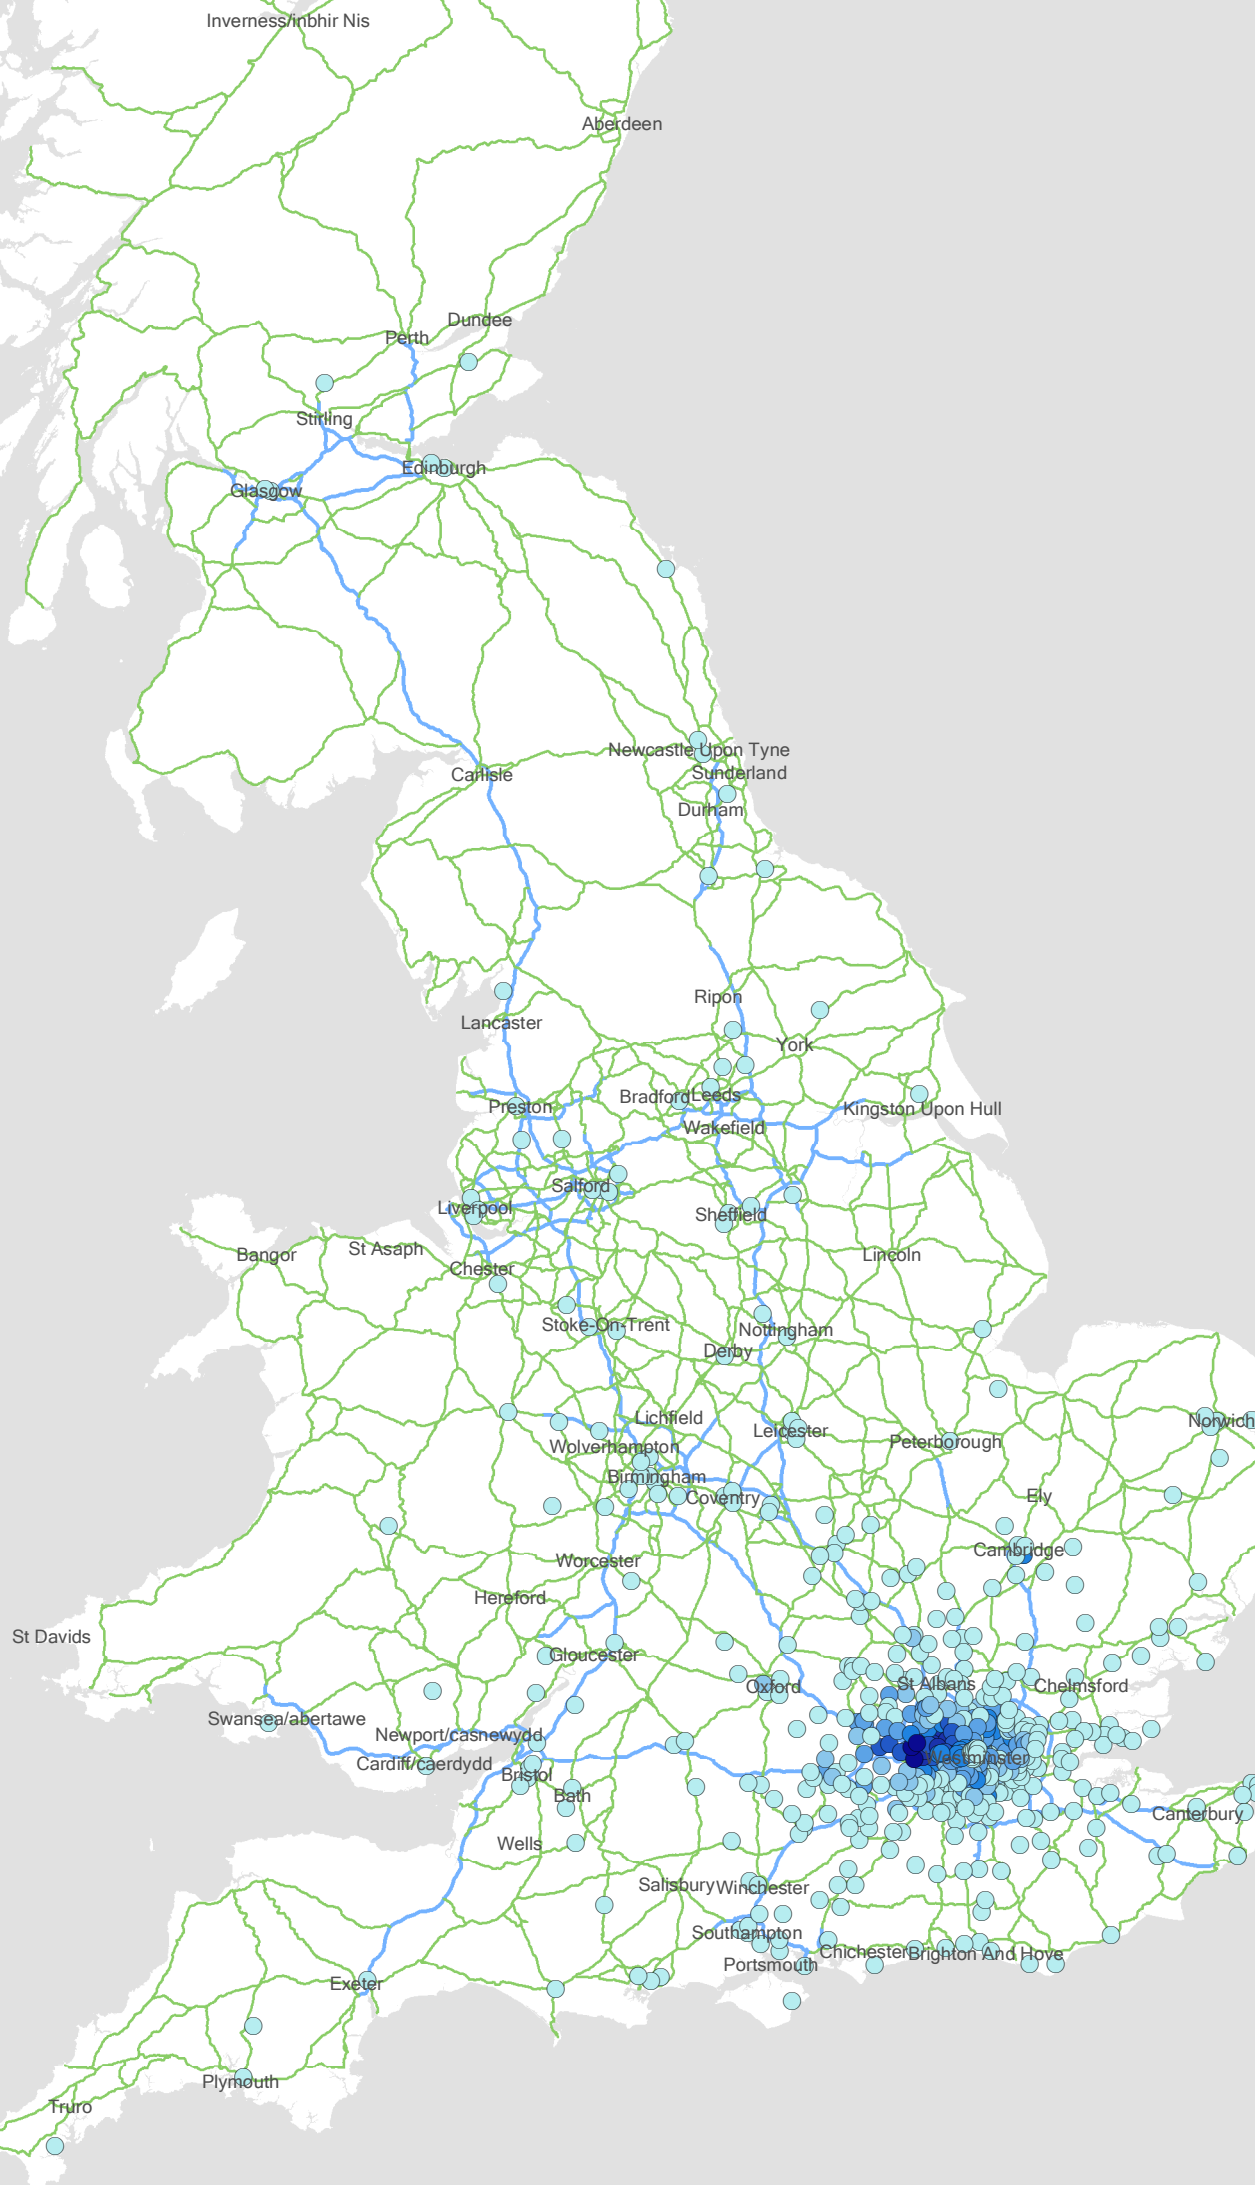 Inverness/inbhir Nis
Aberdeen
Dundee
Perth
Stirling
Edinburgh
Glasgow
Newcastle Upon Tyne
Sunderland
Carlisle
Durham
Ripon
Lancaster
York
Bradford
Leeds
Preston
Kingston Upon Hull
Wakefield
Salford
Liverpool
Sheffield
St Asaph
Bangor
Lincoln
Chester
Stoke-On-Trent
Nottingham
Derby
Lichfield
Norwich
Leicester
Peterborough
Wolverhampton
Birmingham
Coventry
Ely
Cambridge
Worcester
Hereford
St Davids
Gloucester
St Albans
Oxford
Chelmsford
Swansea/abertawe
Newport/casnewydd
Westminster
Cardiff/caerdydd
Bristol
Bath
Canterbury
Wells
Salisbury
Winchester
Southampton
Chichester
Brighton And Hove
Portsmouth
Exeter
Plymouth
Truro